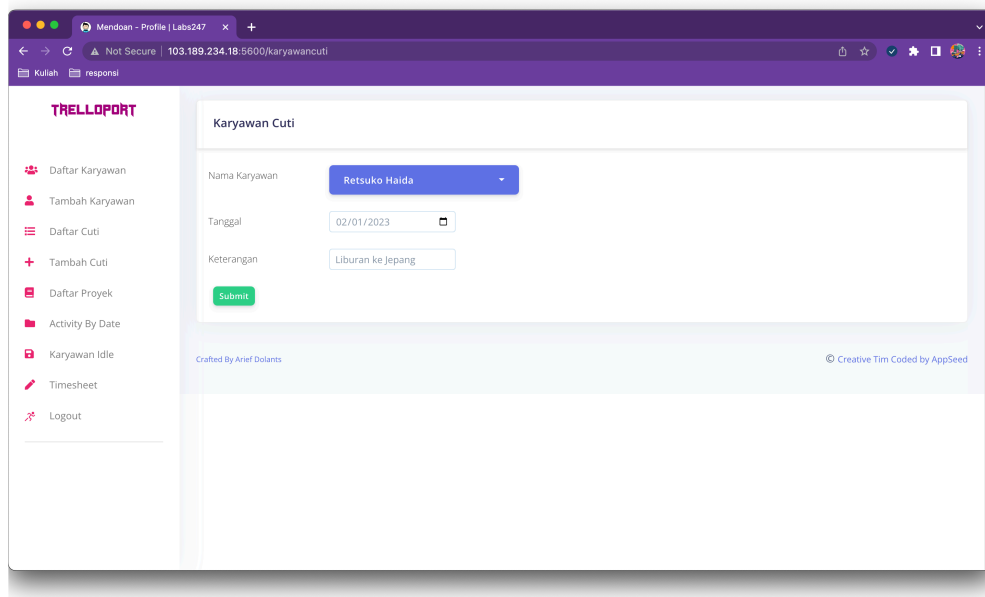 Mendoan - Profile | Labs247
Not Secure | 103.189.234.18:5600/karyawancuti
Kuliah responsi
TRELLOPORT
Daftar Karyawan
Tambah Karyawan
Daftar Cuti
Tambah Cuti
Daftar Proyek
Activity By Date
Karyawan Idle
Timesheet
Logout
Karyawan Cuti
Nama Karyawan Retsuko Haida
Tanggal 02/01/2023
Keterangan Liburan ke Jepang
Submit
Crafted By Arief Dolants © Creative Tim Coded by AppSeed